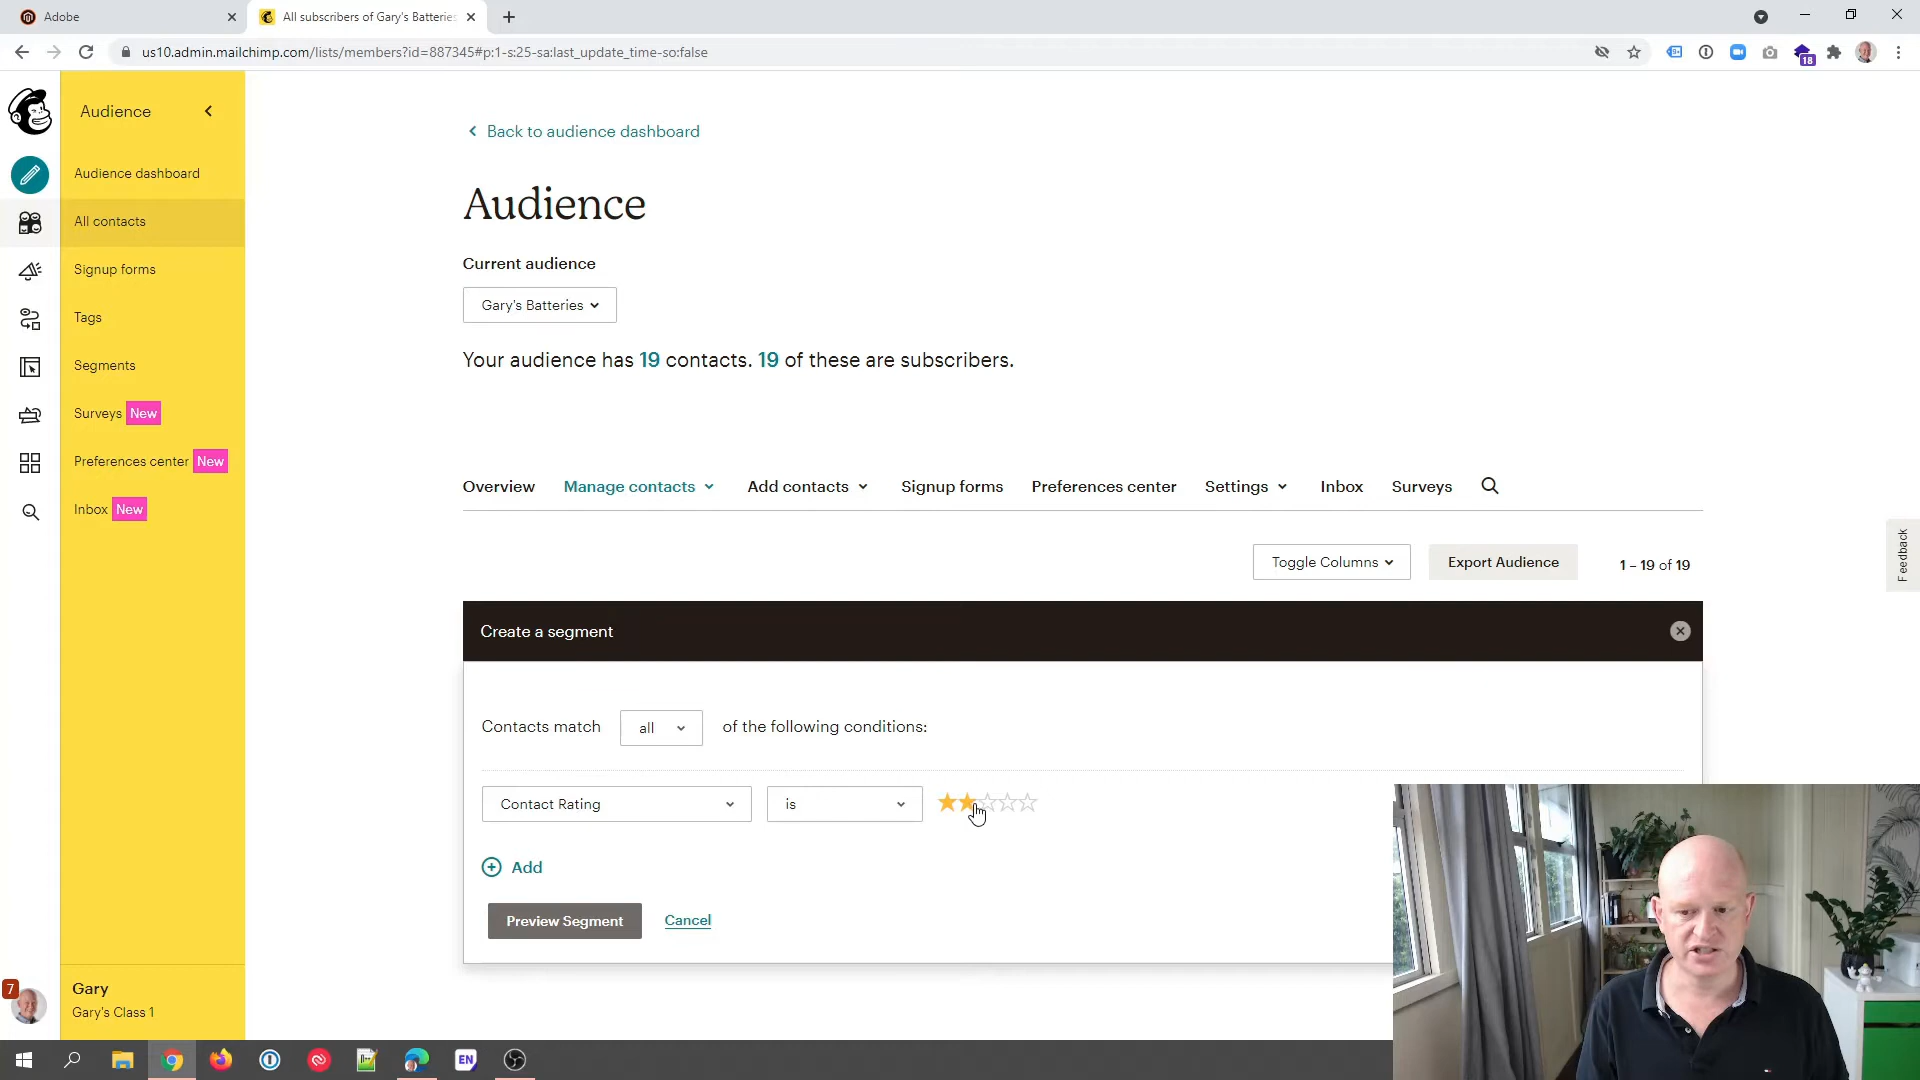 Adobe
All subscribers of Gary's Batteries
us10.admin.mailchimp.com/lists/members?id=887345#p:1-s:25-sa:last_update_time-so:false
18
Audience
Audience dashboard
All contacts
Signup forms
Tags
Segments
Surveys New
Preferences center New
Inbox New
7
Gary
Gary's Class 1
Back to audience dashboard
Audience
Current audience
Gary's Batteries
Your audience has 19 contacts. 19 of these are subscribers.
Overview Manage contacts Add contacts Signup forms Preferences center Settings Inbox Surveys
Toggle Columns Export Audience 1 – 19 of 19
Feedback
Create a segment
Contacts match all of the following conditions:
Contact Rating is
Add
Preview Segment Cancel
EN